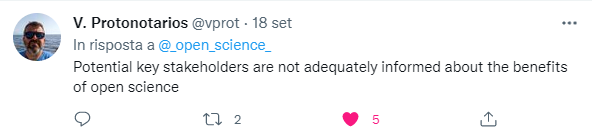 V. Protonotarios @vprot · 18 set
In risposta a @_open_science_
Potential key stakeholders are not adequately informed about the benefits
of open science
2 5